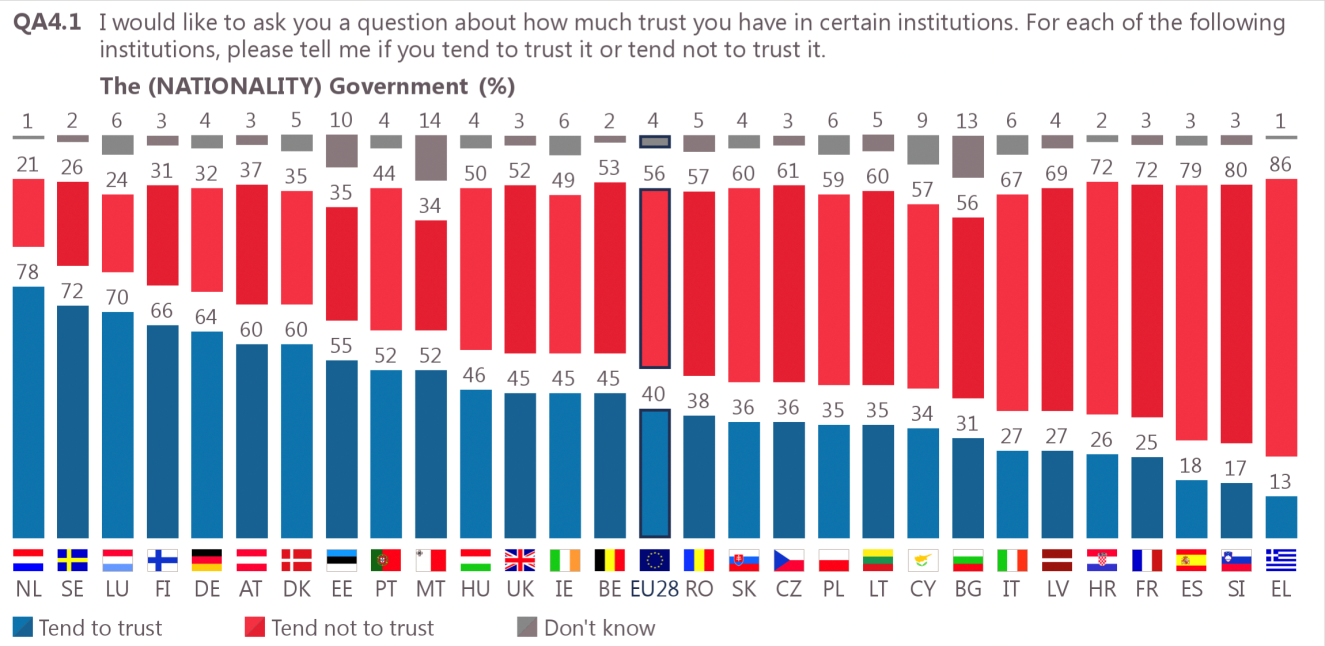 QA4.1 I would like to ask you a question about how much trust you have in certain institutions. For each of the following
institutions, please tell me if you tend to trust it or tend not to trust it.
The (NATIONALITY) Government (%)
1 2 6 3 4 3 5 10 4 14 4 3 6 2 4 5 4 3 6 5 9 13 6 4 2 3 3 3 1
21 26 24 31 32 37 35 35 44 34 50 52 49 53 56 57 60 61 59 60 57 56 67 69 72 72 79 80 86
78 72 70 66 64 60 60 55 52 52 46 45 45 45 40 38 36 36 35 35 34 31 27 27 26 25 18 17 13
NL SE LU FI DE AT DK EE PT MT HU UK IE BE EU28 RO SK CZ PL LT CY BG IT LV HR FR ES SI EL
Tend to trust Tend not to trust Don't know